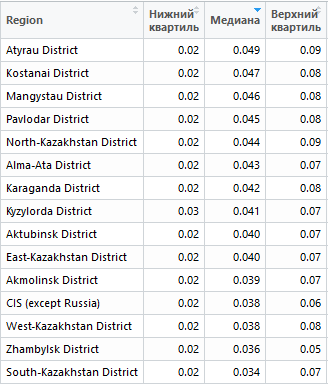 Region Нижний квартиль Медиана Верхний квартиль
Atyrau District 0.02 0.049 0.09
Kostanai District 0.02 0.047 0.08
Mangystau District 0.02 0.046 0.08
Pavlodar District 0.02 0.045 0.08
North-Kazakhstan District 0.02 0.044 0.09
Alma-Ata District 0.02 0.043 0.07
Karaganda District 0.02 0.042 0.08
Kyzylorda District 0.03 0.041 0.07
Aktubinsk District 0.02 0.040 0.07
East-Kazakhstan District 0.02 0.040 0.07
Akmolinsk District 0.02 0.039 0.07
CIS (except Russia) 0.02 0.038 0.06
West-Kazakhstan District 0.02 0.038 0.08
Zhambylsk District 0.02 0.036 0.05
South-Kazakhstan District 0.02 0.034 0.07